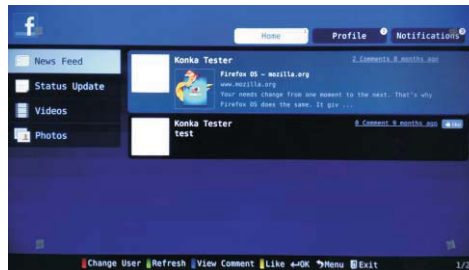 f
Home
Profile
Notifications
News Feed
Status Update
Videos
Photos
Konka Tester
2 Comments 8 months ago
Firefox OS — mozilla.org
www.mozilla.org
Your needs change from one moment to the next. That's why
Firefox OS does the same. It giv ...
Konka Tester
0 Comment 9 months ago
test
Change User Refresh View Comment Like OK Menu Exit 1/2